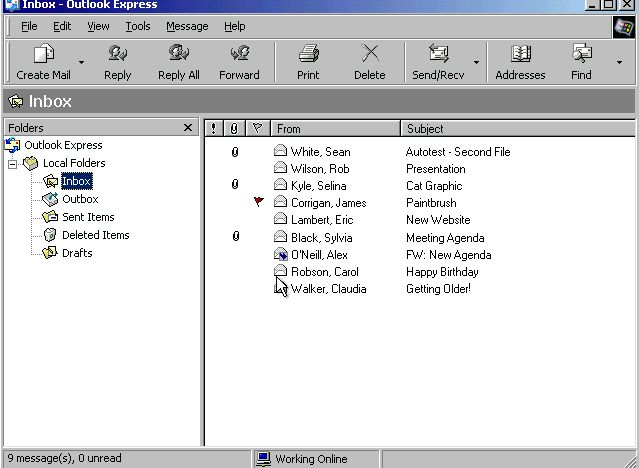 Inbox - Outlook Express
File Edit View Tools Message Help
Create Mail Reply Reply All Forward Print Delete Send/Recv Addresses Find
Inbox
Folders
Outlook Express
Local Folders
Inbox
Outbox
Sent Items
Deleted Items
Drafts
! From Subject
White, Sean Autotest - Second File
Wilson, Rob Presentation
Kyle, Selina Cat Graphic
Corrigan, James Paintbrush
Lambert, Eric New Website
Black, Sylvia Meeting Agenda
O'Neill, Alex FW: New Agenda
Robson, Carol Happy Birthday
Walker, Claudia Getting Older!
9 message(s), 0 unread Working Online